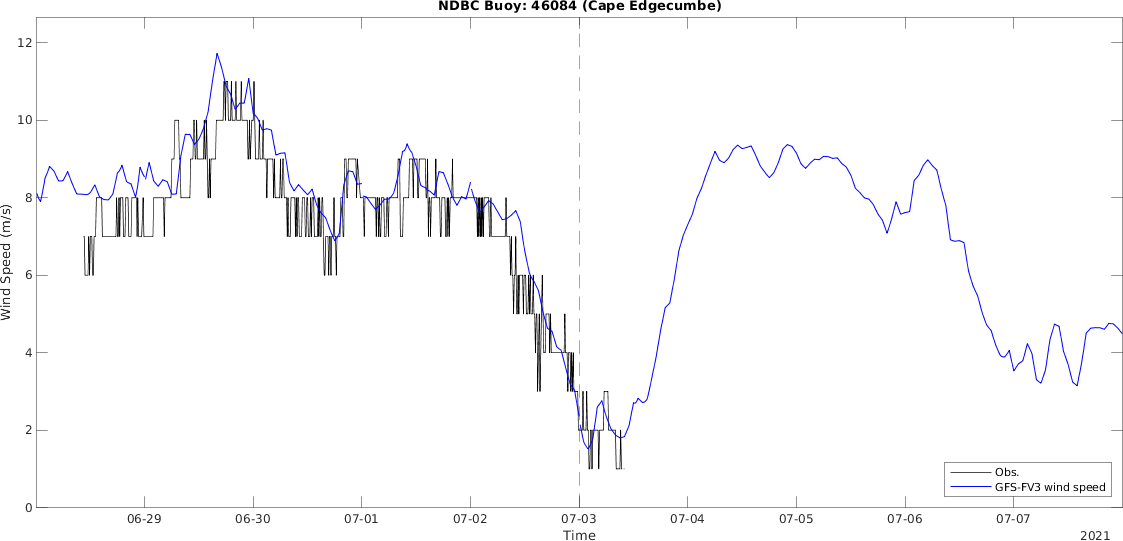 NDBC Buoy: 46084 (Cape Edgecumbe)
12
10
8
6
4
2
0
Wind Speed (m/s)
Obs.
GFS-FV3 wind speed
06-29 06-30 07-01 07-02 07-03 07-04 07-05 07-06 07-07
Time
2021